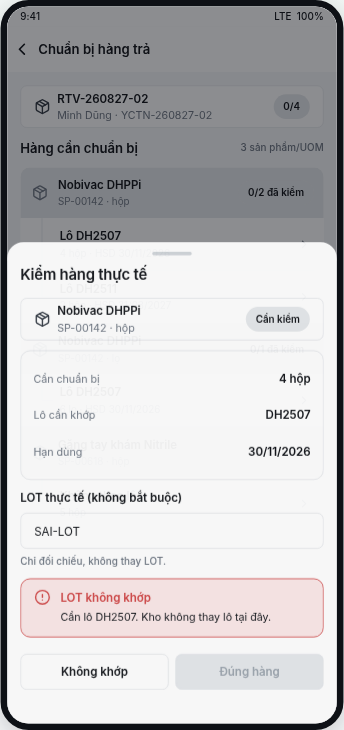 9:41
LTE 100%
Chuẩn bị hàng trả
RTV-260827-02
Minh Dũng · YCTN-260827-02
0/4
Hàng cần chuẩn bị
3 sản phẩm/UOM
Nobivac DHPPi
SP-00142 · hộp
0/2 đã kiểm
Lô DH2507
Kiểm hàng thực tế
Nobivac DHPPi
SP-00142 · hộp
Cần kiểm
Cần chuẩn bị
4 hộp
Lô cần khớp
DH2507
Hạn dùng
30/11/2026
LOT thực tế (không bắt buộc)
SAI-LOT
Chỉ đối chiếu, không thay LOT.
LOT không khớp
Cần lô DH2507. Kho không thay lô tại đây.
Không khớp
Đúng hàng